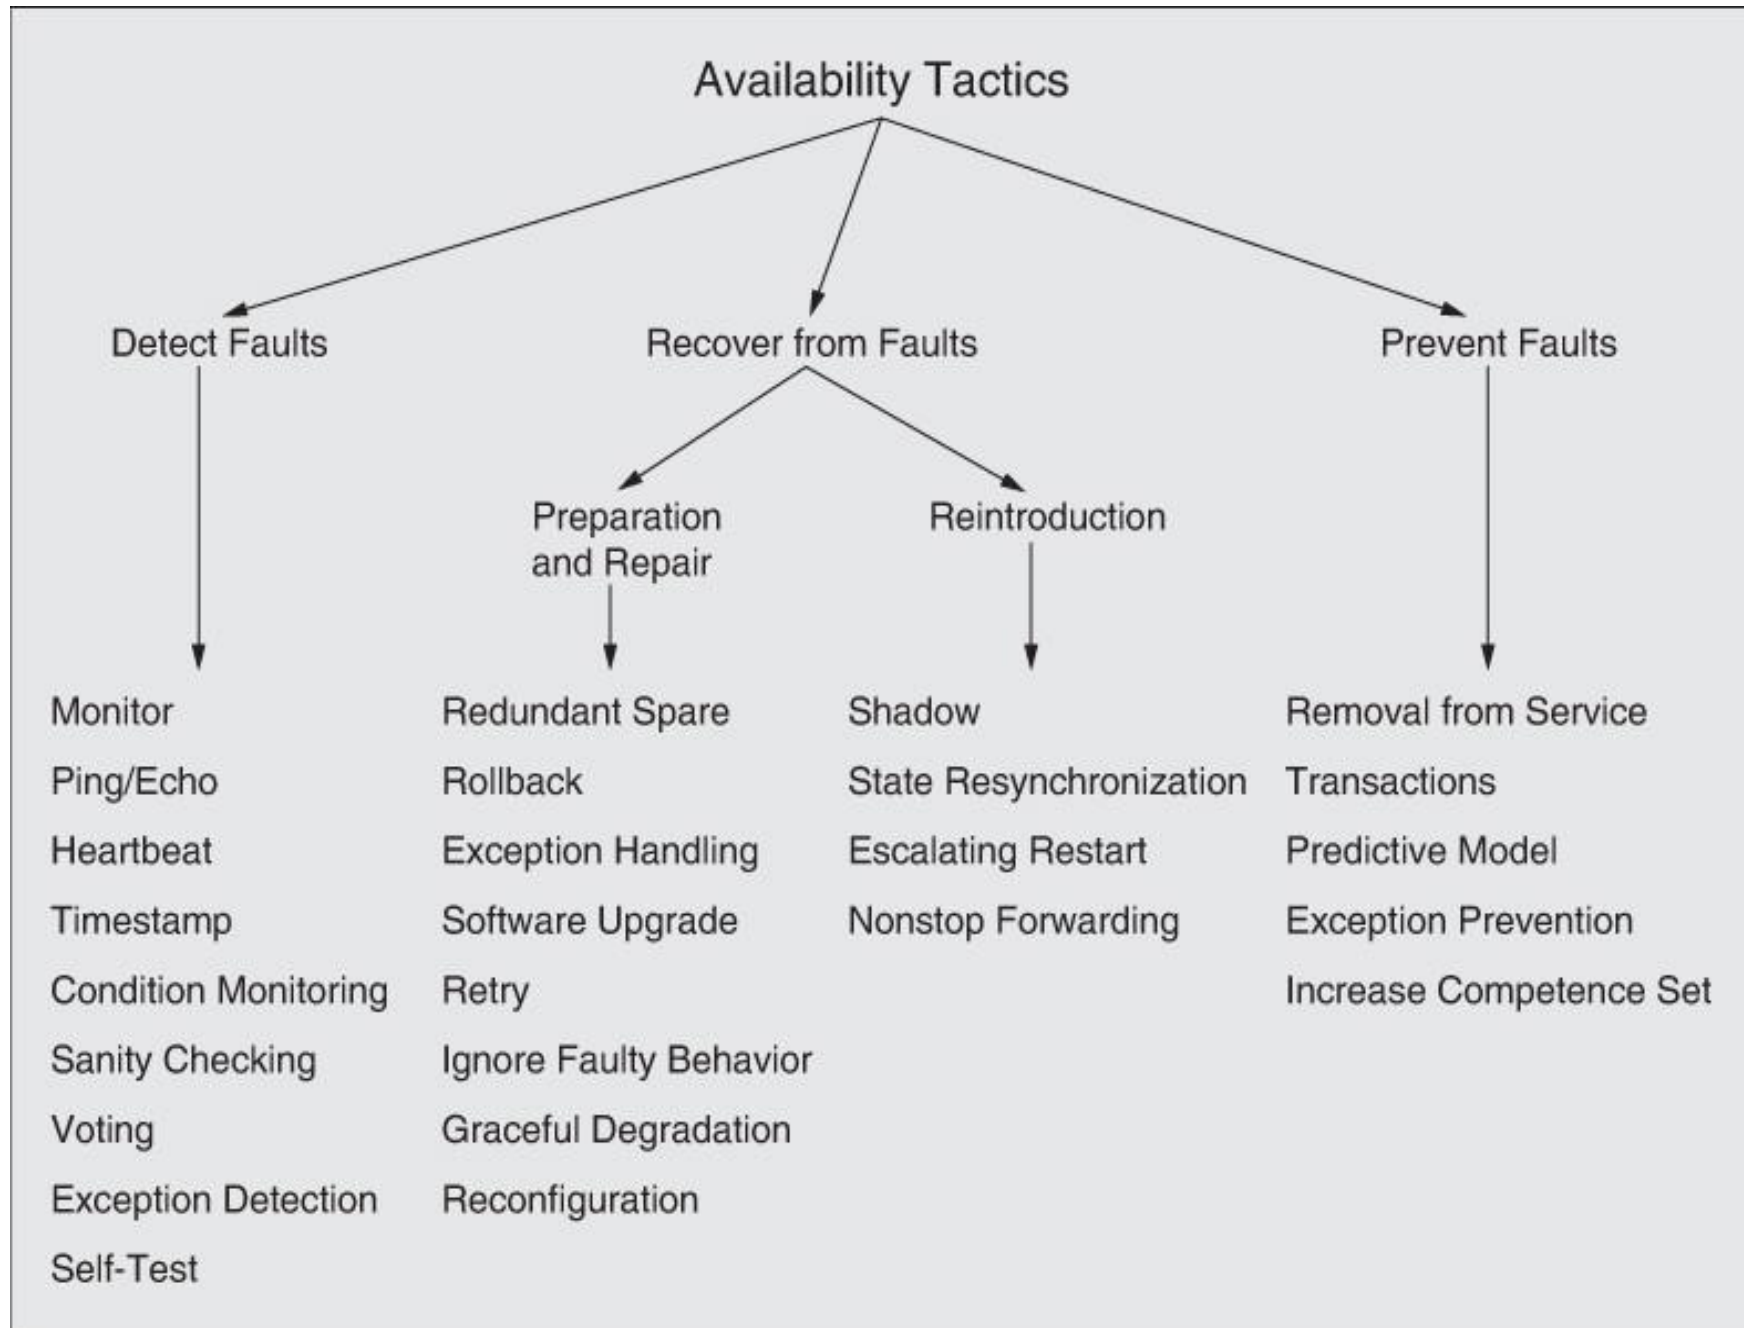 Availability Tactics
Detect Faults
Recover from Faults
Prevent Faults
Preparation
and Repair
Reintroduction
Monitor
Ping/Echo
Heartbeat
Timestamp
Condition Monitoring
Sanity Checking
Voting
Exception Detection
Self-Test
Redundant Spare
Rollback
Exception Handling
Software Upgrade
Retry
Ignore Faulty Behavior
Graceful Degradation
Reconfiguration
Shadow
State Resynchronization
Escalating Restart
Nonstop Forwarding
Removal from Service
Transactions
Predictive Model
Exception Prevention
Increase Competence Set